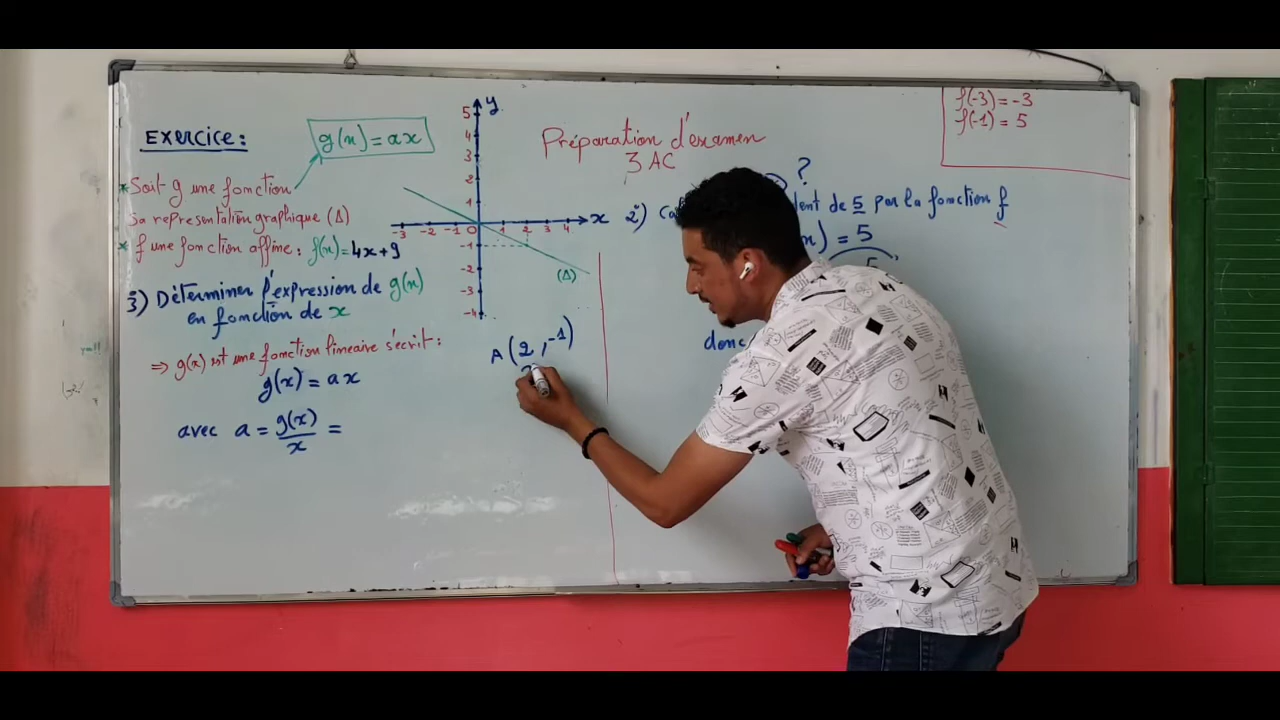 Exercice :
g(x) = ax
* Soit g une fonction
sa representation graphique (Δ)
* f une fonction affine : f(x) = 4x + 9
3) Déterminer l'expression de g(x)
en fonction de x
⇒ g(x) est une fonction lineaire s'écrit :
g(x) = ax
avec a = g(x)/x =
y
5
4
3
2
1
-3 -2 -1 0 1 2 3 4 x
-1
-2
(Δ)
-3
-4
A(2, -1)
Préparation d'examen
3 AC
f(-3) = -3
f(-1) = 5
?
2)
dent de 5 par la fonction f
) = 5
donc